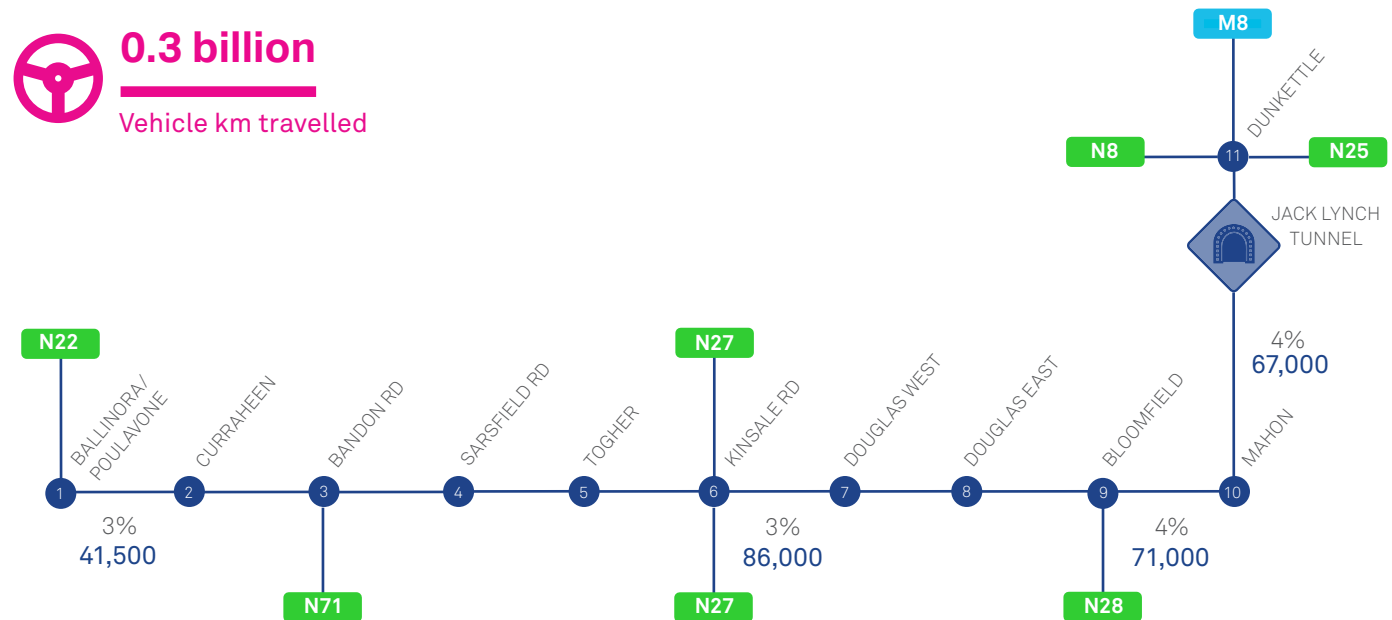 0.3 billion
Vehicle km travelled
M8
DUNKETTLE
N8
11
N25
JACK LYNCH
TUNNEL
4%
67,000
N22
N27
BALLINORA/
POULAVONE
CURRAHEEN
BANDON RD
SARSFIELD RD
TOGHER
KINSALE RD
DOUGLAS WEST
DOUGLAS EAST
BLOOMFIELD
MAHON
1
2
3
4
5
6
7
8
9
10
3%
41,500
3%
86,000
4%
71,000
N71
N27
N28